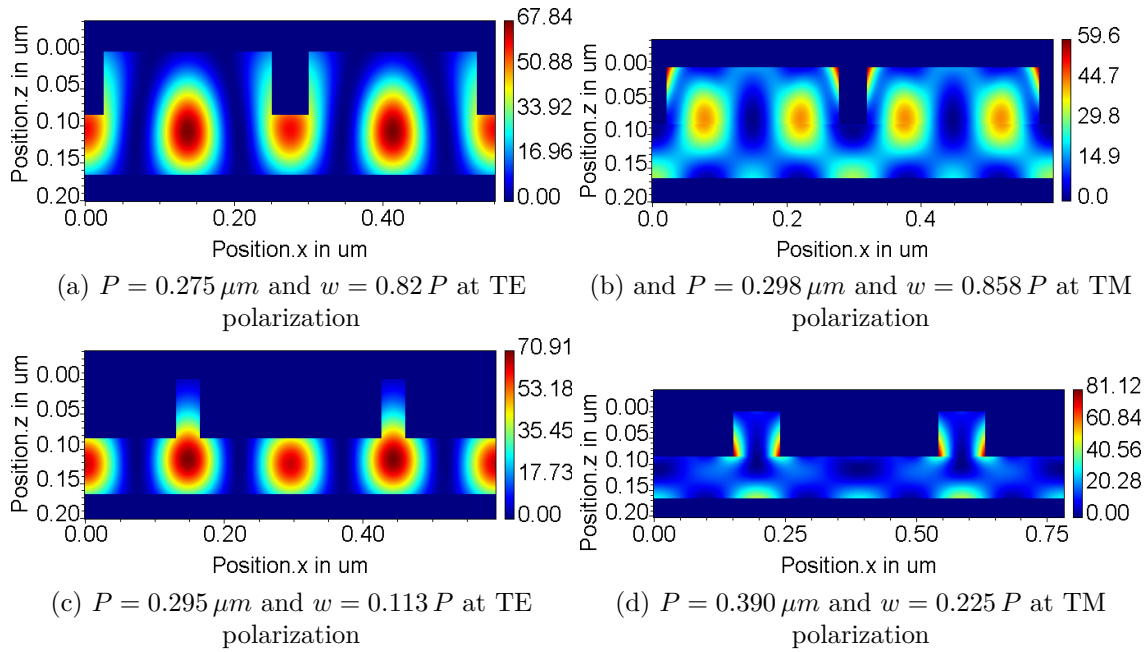 67.84
50.88
33.92
16.96
0.00
0.00
0.05
0.10
0.15
0.20
Position.z in um
0.00 0.20 0.40
Position.x in um
(a) P = 0.275 μm and w = 0.82 P at TE
polarization
59.6
44.7
29.8
14.9
0.0
0.00
0.05
0.10
0.15
0.20
Position.z in um
0.0 0.2 0.4
Position.x in um
(b) and P = 0.298 μm and w = 0.858 P at TM
polarization
70.91
53.18
35.45
17.73
0.00
0.00
0.05
0.10
0.15
0.20
Position.z in um
0.00 0.20 0.40
Position.x in um
(c) P = 0.295 μm and w = 0.113 P at TE
polarization
81.12
60.84
40.56
20.28
0.00
0.00
0.05
0.10
0.15
0.20
Position.z in um
0.00 0.25 0.50 0.75
Position.x in um
(d) P = 0.390 μm and w = 0.225 P at TM
polarization